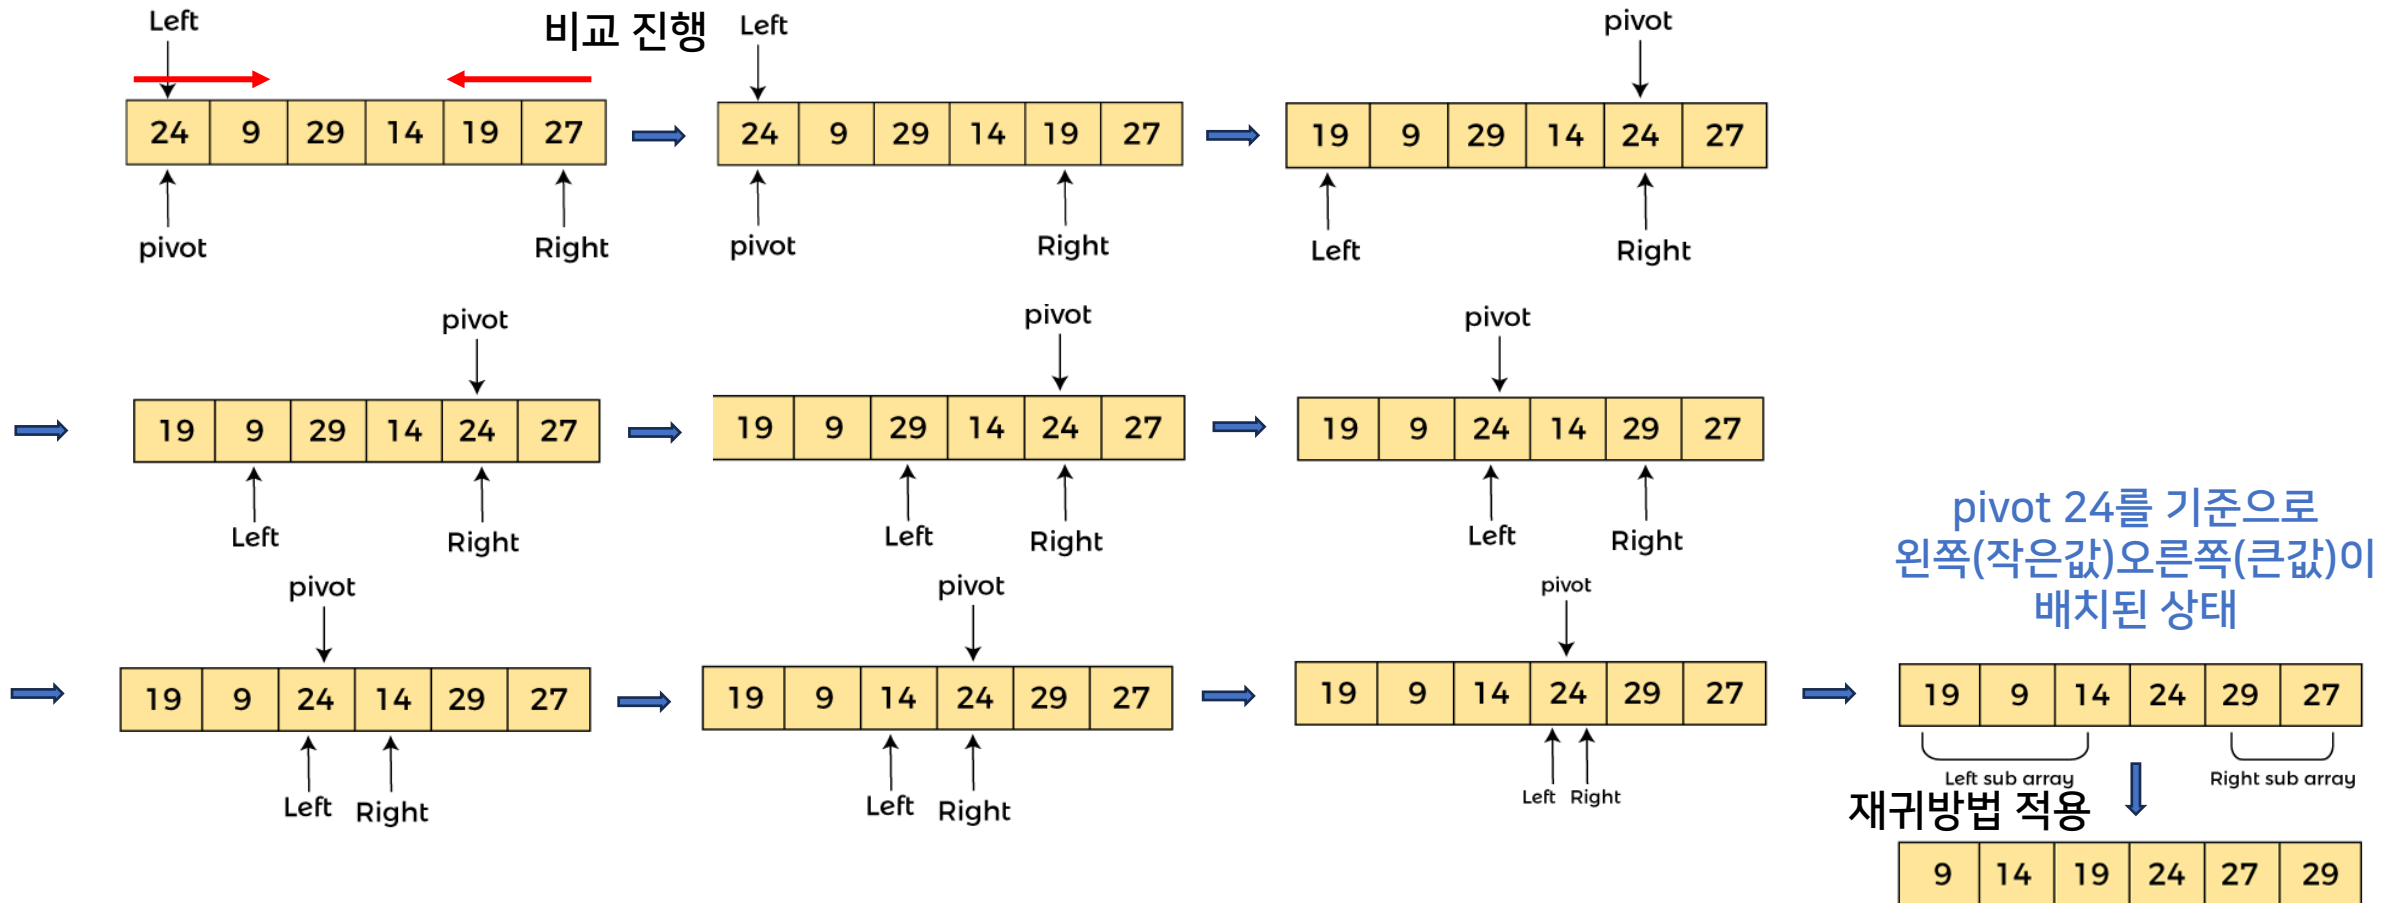 Left
비교 진행
Left
pivot
24 9 29 14 19 27
24 9 29 14 19 27
19 9 29 14 24 27
pivot
Right
pivot
Right
Left
Right
pivot
pivot
pivot
19 9 29 14 24 27
19 9 29 14 24 27
19 9 24 14 29 27
Left
Right
Left
Right
Left
Right
pivot 24를 기준으로
왼쪽(작은값)오른쪽(큰값)이
배치된 상태
pivot
pivot
pivot
19 9 24 14 29 27
19 9 14 24 29 27
19 9 14 24 29 27
19 9 14 24 29 27
Left
Right
Left
Right
Left
Right
Left sub array
Right sub array
재귀방법 적용
9 14 19 24 27 29